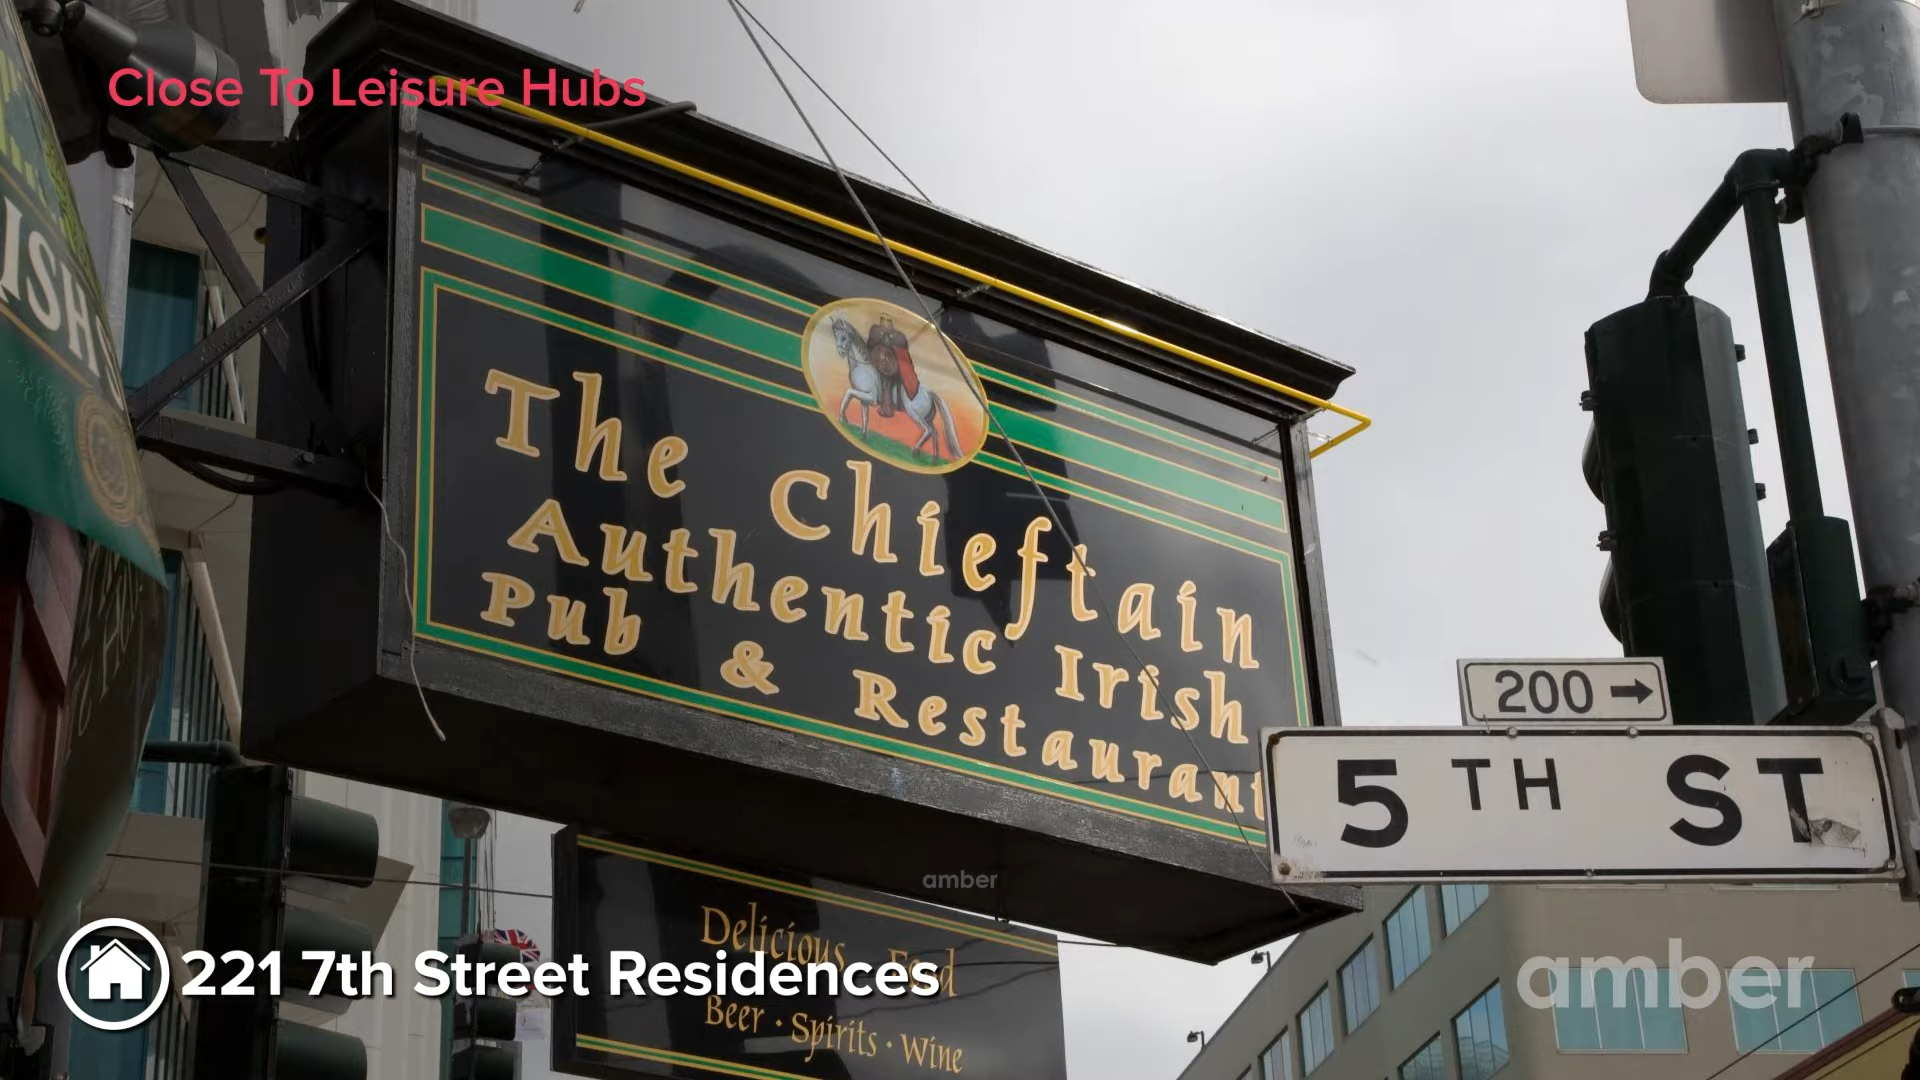 Close To Leisure Hubs
ISH
The Chieftain
Authentic Irish
Pub & Restaurant
200 →
5TH ST
amber
Delicious Food
Beer · Spirits · Wine
221 7th Street Residences
amber